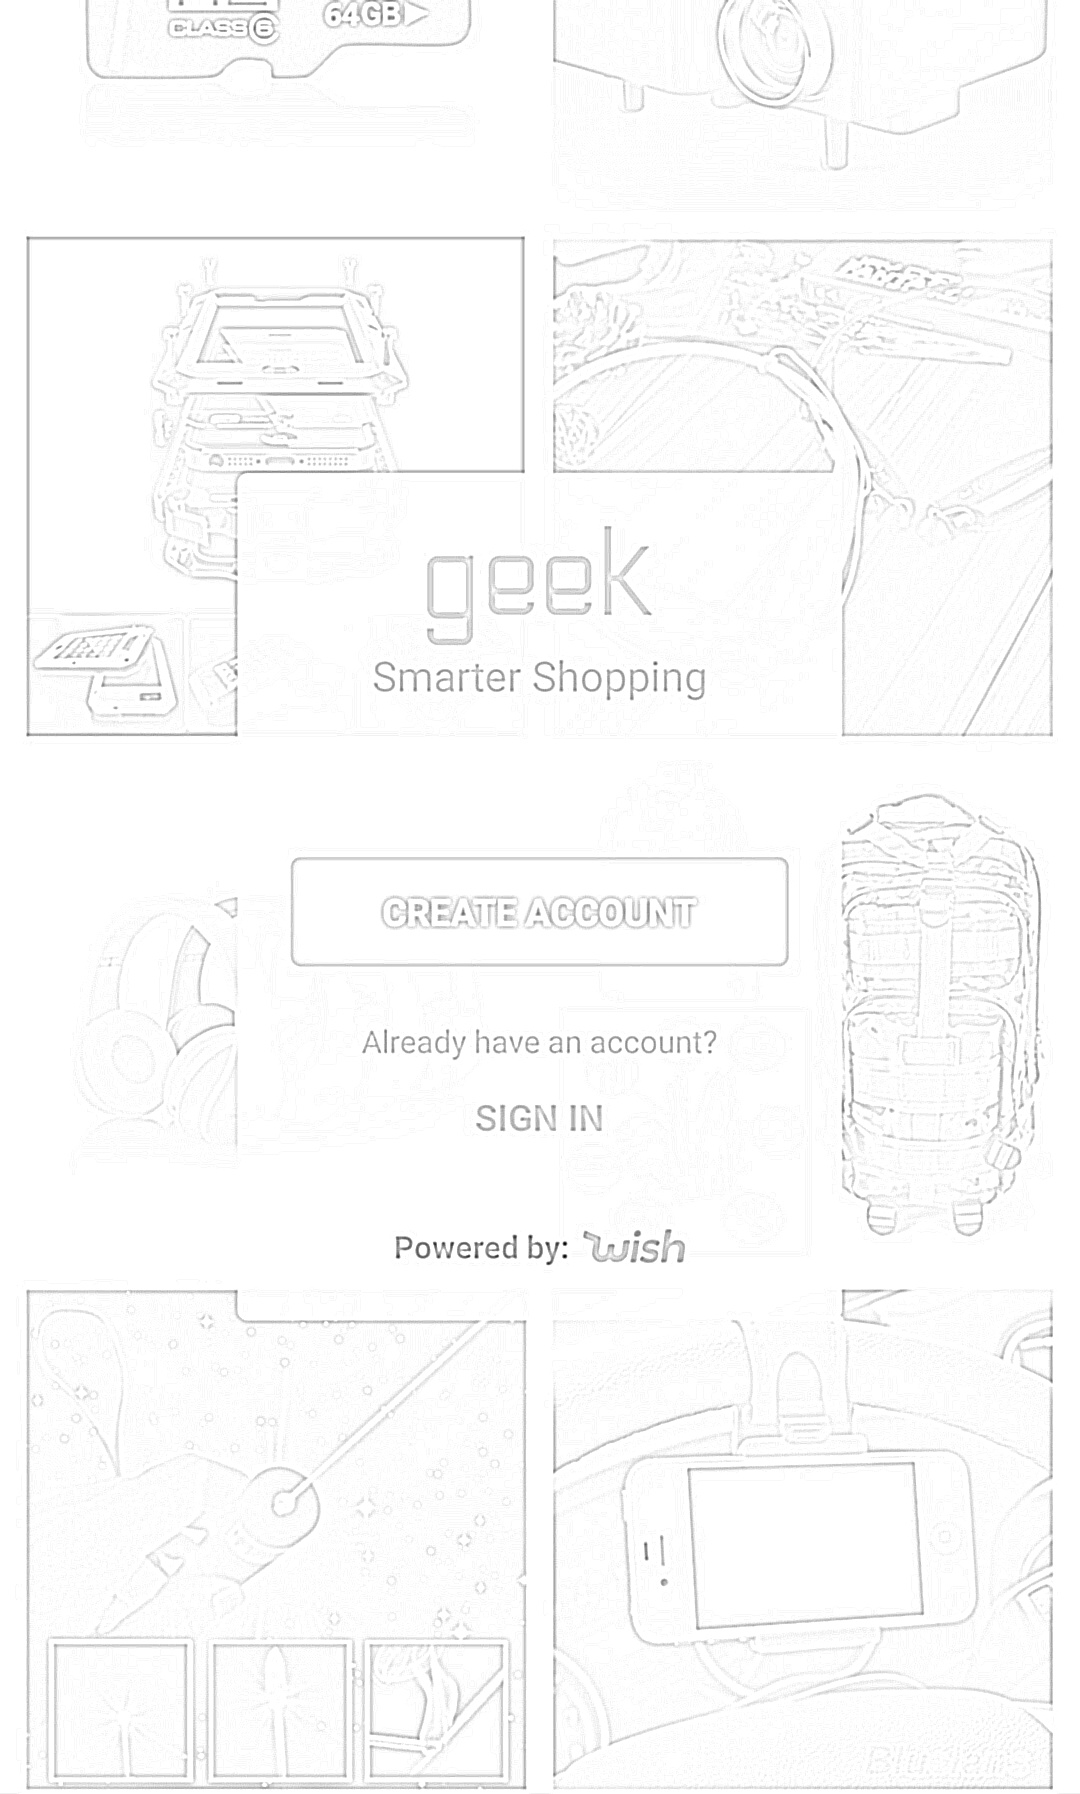 64GB
CLASS 6
geek
Smarter Shopping
CREATE ACCOUNT
Already have an account?
SIGN IN
Powered by: wish